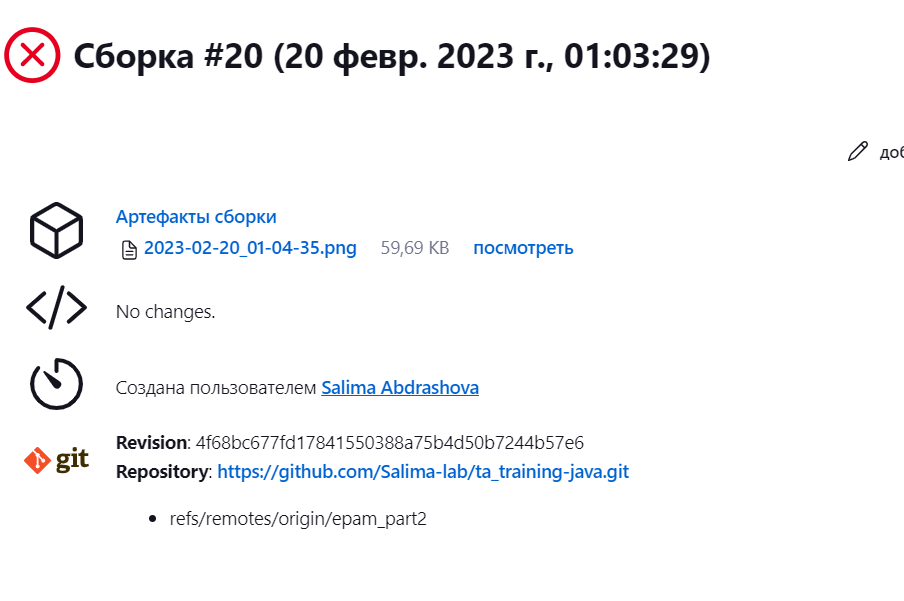 Сборка #20 (20 февр. 2023 г., 01:03:29)
доб
Артефакты сборки
2023-02-20_01-04-35.png 59,69 KB посмотреть
No changes.
Создана пользователем Salima Abdrashova
git
Revision: 4f68bc677fd17841550388a75b4d50b7244b57e6
Repository: https://github.com/Salima-lab/ta_training-java.git
• refs/remotes/origin/epam_part2